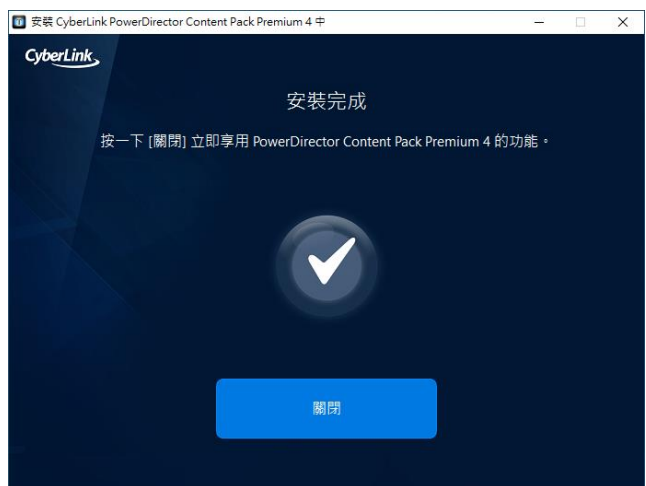 安裝 CyberLink PowerDirector Content Pack Premium 4 中
CyberLink
安裝完成
按一下 [關閉] 立即享用 PowerDirector Content Pack Premium 4 的功能。
關閉